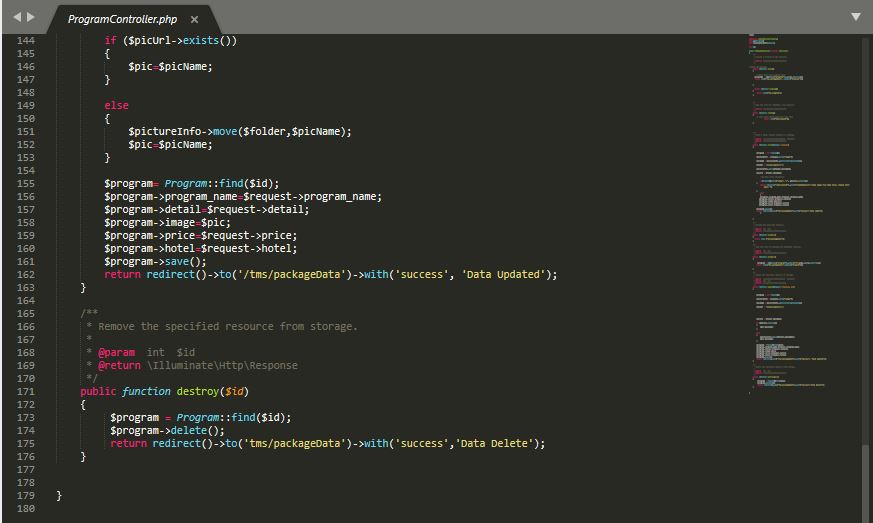 ProgramController.php ×
144 if ($picUrl->exists())
145 {
146 $pic=$picName;
147 }
148
149 else
150 {
151 $pictureInfo->move($folder,$picName);
152 $pic=$picName;
153 }
154
155 $program= Program::find($id);
156 $program->program_name=$request->program_name;
157 $program->detail=$request->detail;
158 $program->image=$pic;
159 $program->price=$request->price;
160 $program->hotel=$request->hotel;
161 $program->save();
162 return redirect()->to('/tms/packageData')->with('success', 'Data Updated');
163 }
164
165 /**
166 * Remove the specified resource from storage.
167 *
168 * @param  int  $id
169 * @return \Illuminate\Http\Response
170 */
171 public function destroy($id)
172 {
173 $program = Program::find($id);
174 $program->delete();
175 return redirect()->to('tms/packageData')->with('success','Data Delete');
176 }
177
178
179 }
180